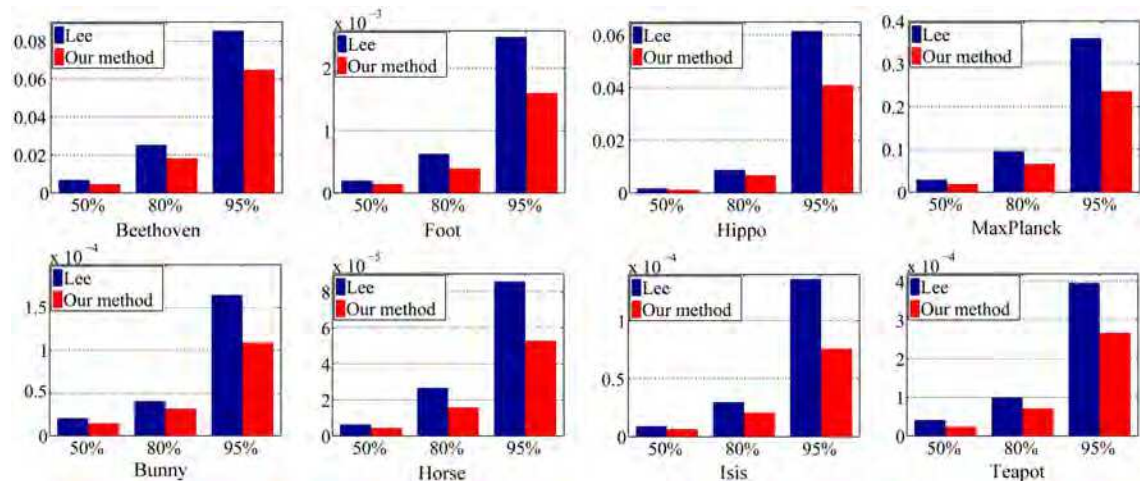 Lee
Our method
0.08
0.06
0.04
0.02
0
50% 80% 95%
Beethoven
x 10⁻³
Lee
Our method
2
1
0
50% 80% 95%
Foot
Lee
Our method
0.06
0.04
0.02
0
50% 80% 95%
Hippo
Lee
Our method
0.4
0.3
0.2
0.1
0
50% 80% 95%
MaxPlanck
x 10⁻⁴
Lee
Our method
1.5
1
0.5
0
50% 80% 95%
Bunny
x 10⁻⁵
Lee
Our method
8
6
4
2
0
50% 80% 95%
Horse
x 10⁻⁴
Lee
Our method
1
0.5
0
50% 80% 95%
Isis
x 10⁻⁴
Lee
Our method
4
3
2
1
0
50% 80% 95%
Teapot